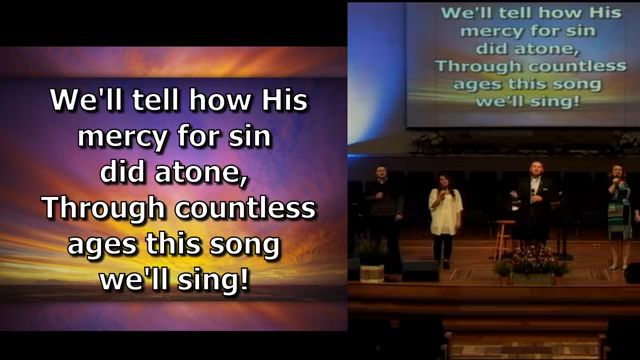 We'll tell how His
mercy for sin
did atone,
Through countless
ages this song
we'll sing!
We'll tell how His
mercy for sin
did atone,
Through countless
ages this song
we'll sing!